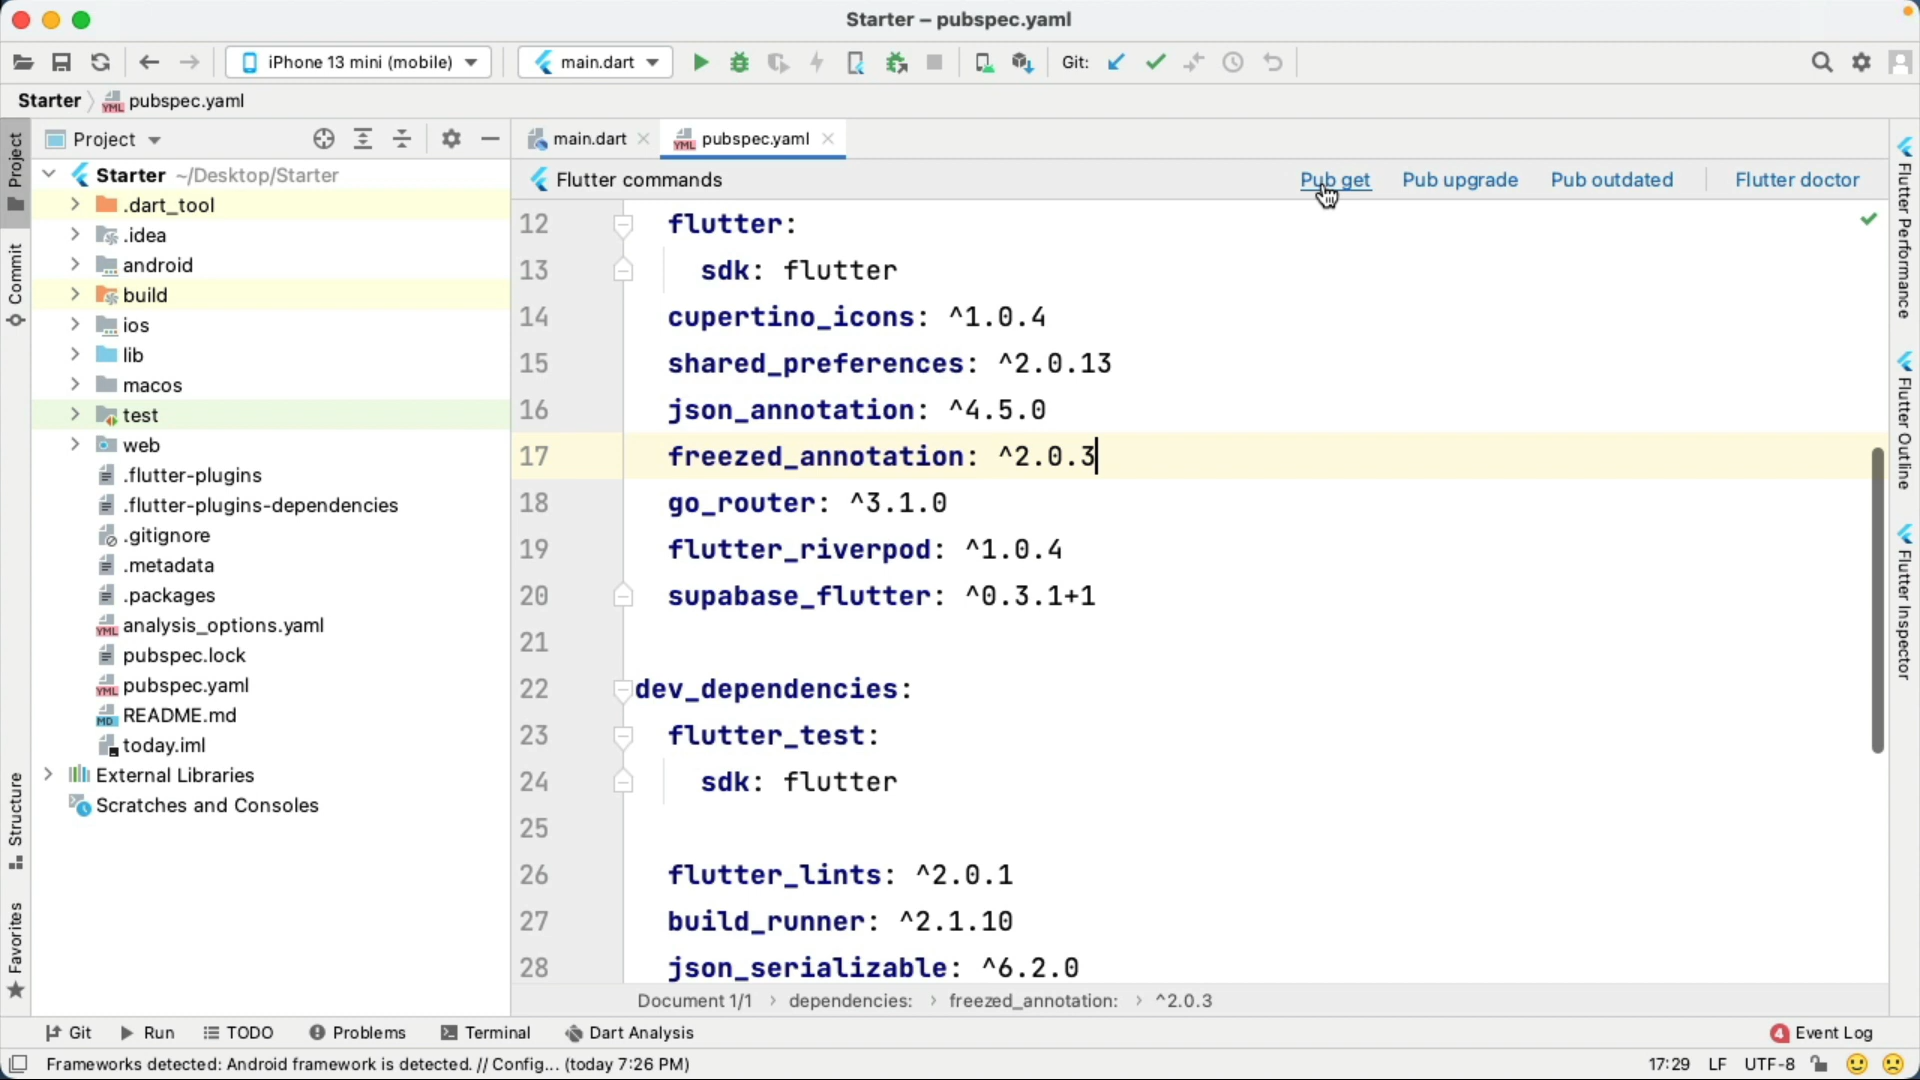 Starter – pubspec.yaml
iPhone 13 mini (mobile)
main.dart
Git:
Starter
pubspec.yaml
Project
main.dart
pubspec.yaml
Flutter commands
Pub get
Pub upgrade
Pub outdated
Flutter doctor
Project
Commit
Structure
Favorites
Starter ~/Desktop/Starter
.dart_tool
.idea
android
build
ios
lib
macos
test
web
.flutter-plugins
.flutter-plugins-dependencies
.gitignore
.metadata
.packages
analysis_options.yaml
pubspec.lock
pubspec.yaml
README.md
today.iml
External Libraries
Scratches and Consoles
12 flutter:
13 sdk: flutter
14 cupertino_icons: ^1.0.4
15 shared_preferences: ^2.0.13
16 json_annotation: ^4.5.0
17 freezed_annotation: ^2.0.3
18 go_router: ^3.1.0
19 flutter_riverpod: ^1.0.4
20 supabase_flutter: ^0.3.1+1
21
22 dev_dependencies:
23 flutter_test:
24 sdk: flutter
25
26 flutter_lints: ^2.0.1
27 build_runner: ^2.1.10
28 json_serializable: ^6.2.0
Flutter Performance
Flutter Outline
Flutter Inspector
Document 1/1 › dependencies: › freezed_annotation: › ^2.0.3
Git
Run
TODO
Problems
Terminal
Dart Analysis
4 Event Log
Frameworks detected: Android framework is detected. // Config... (today 7:26 PM)
17:29 LF UTF-8